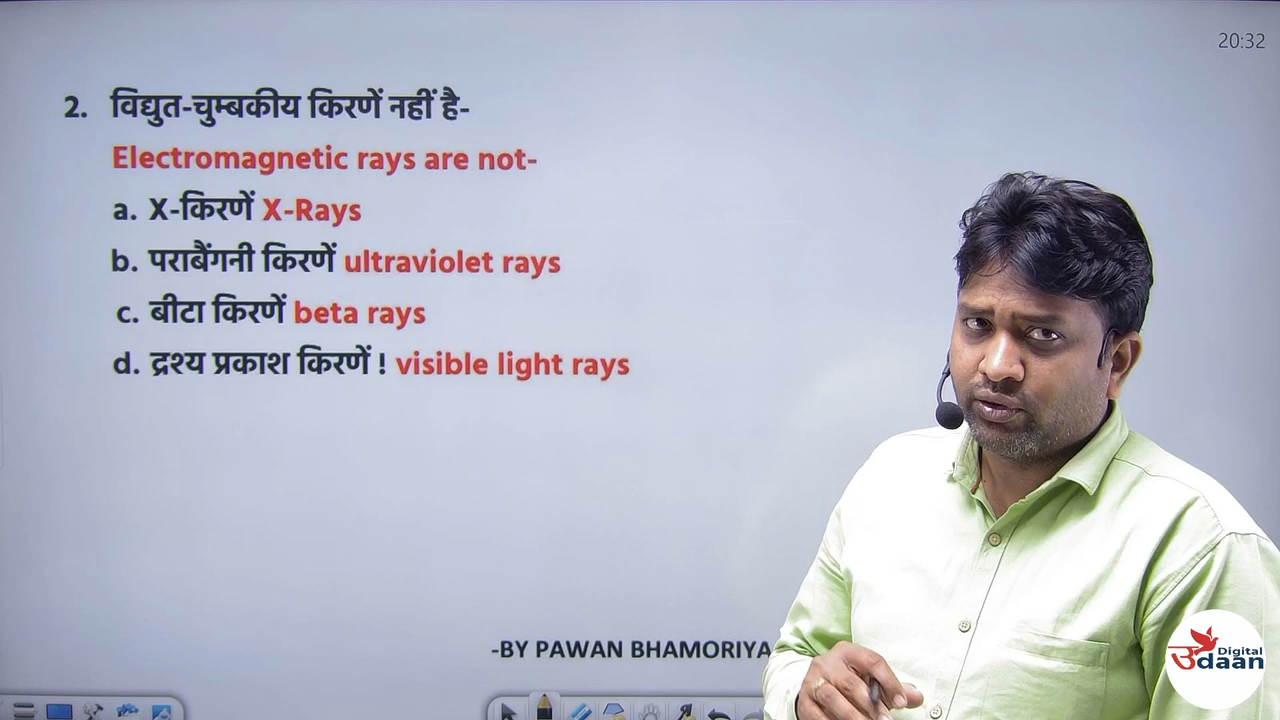 20:32
2. विद्युत-चुम्बकीय किरणें नहीं है-
Electromagnetic rays are not-
a. X-किरणें X-Rays
b. पराबैंगनी किरणें ultraviolet rays
c. बीटा किरणें beta rays
d. द्रश्य प्रकाश किरणें ! visible light rays
-BY PAWAN BHAMORIYA
Digital
उdaan